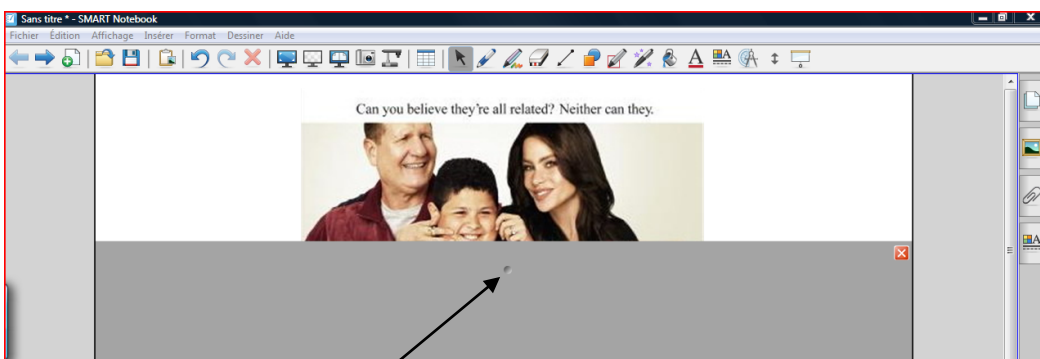 Sans titre * - SMART Notebook
Fichier Édition Affichage Insérer Format Dessiner Aide
Can you believe they're all related? Neither can they.